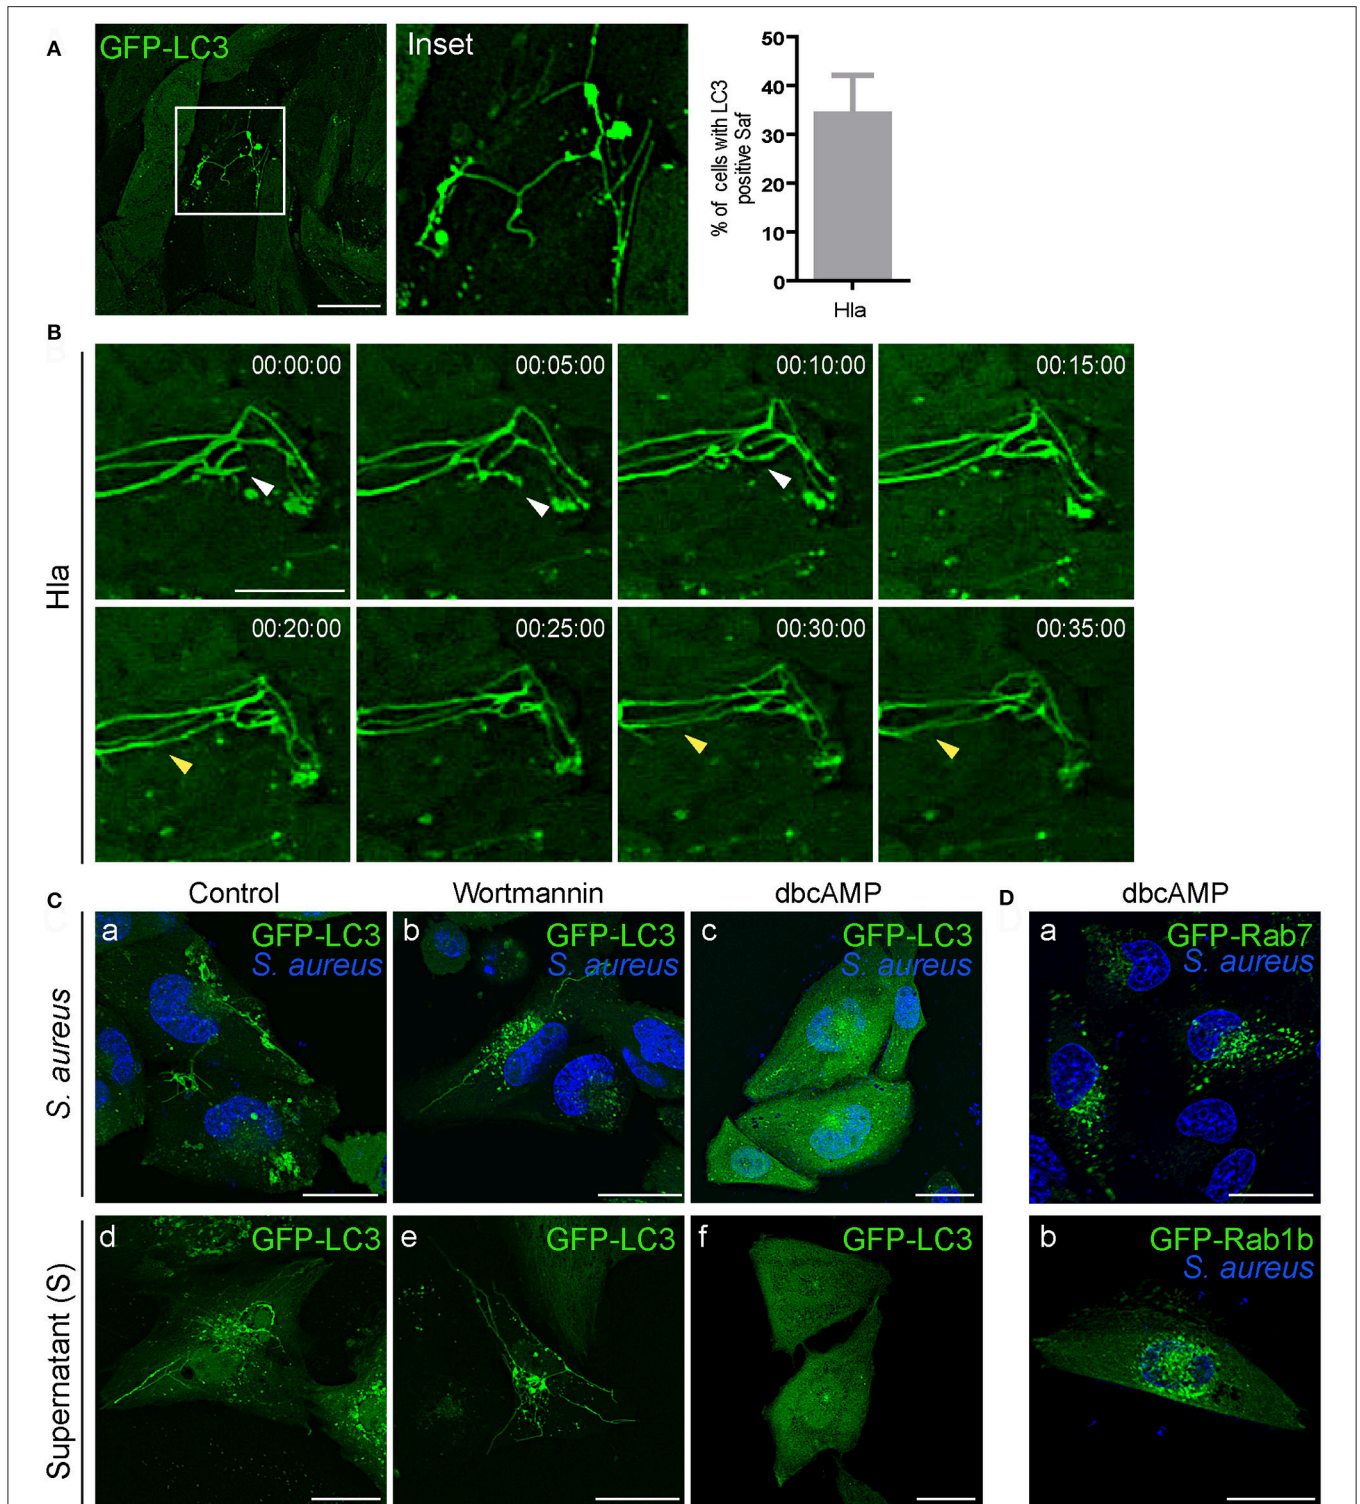 A
GFP-LC3
Inset
% of cells with LC3
positive Saf
50
40
30
20
10
0
Hla
B
Hla
00:00:00
00:05:00
00:10:00
00:15:00
00:20:00
00:25:00
00:30:00
00:35:00
C
Control
Wortmannin
dbcAMP
D
dbcAMP
S. aureus
a
GFP-LC3
S. aureus
b
GFP-LC3
S. aureus
c
GFP-LC3
S. aureus
a
GFP-Rab7
S. aureus
Supernatant (S)
d
GFP-LC3
e
GFP-LC3
f
GFP-LC3
b
GFP-Rab1b
S. aureus